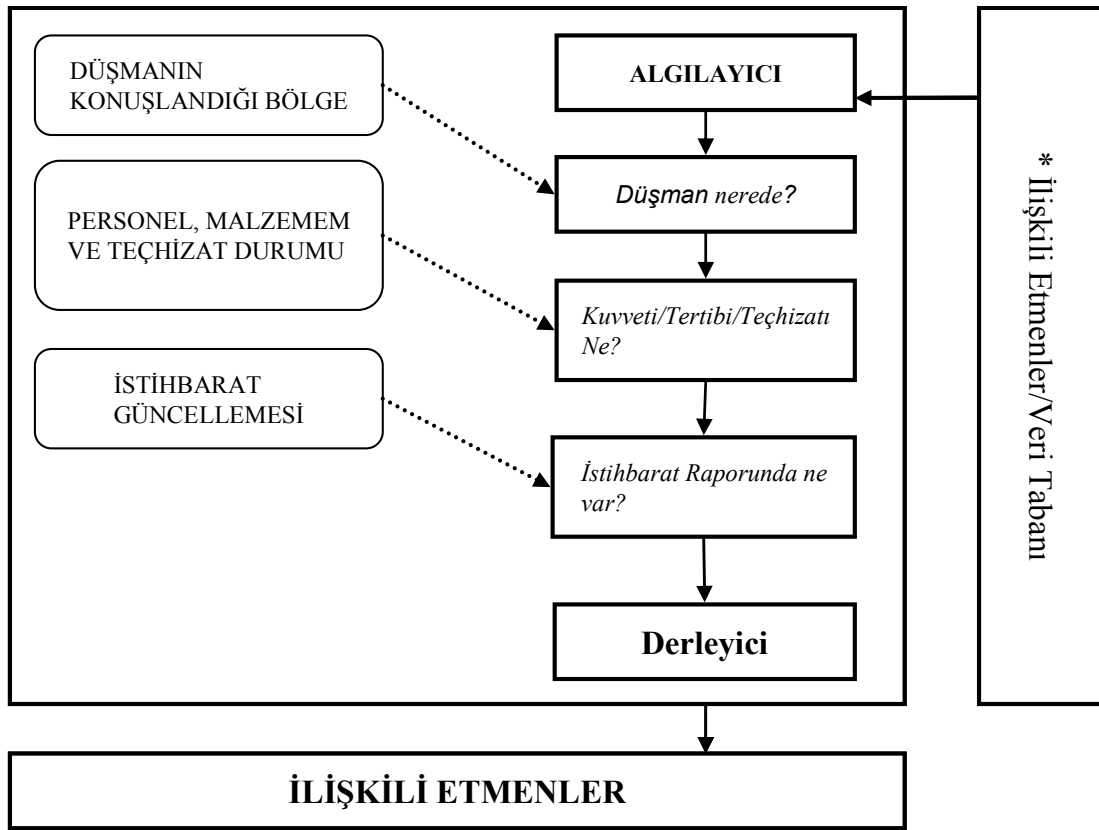 DÜŞMANIN
KONUŞLANDIĞI BÖLGE
ALGILAYICI
Düşman nerede?
PERSONEL, MALZEMEM
VE TEÇHİZAT DURUMU
Kuvveti/Tertibi/Teçhizatı
Ne?
İSTİHBARAT
GÜNCELLEMESİ
İstihbarat Raporunda ne
var?
Derleyici
* İlişkili Etmenler/Veri Tabanı
İLİŞKİLİ ETMENLER